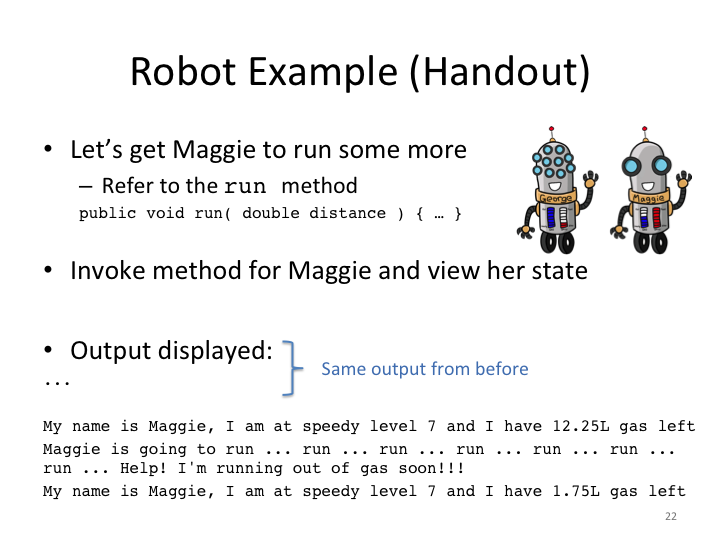 Robot Example (Handout)
• Let’s get Maggie to run some more
– Refer to the run method
public void run( double distance ) { … }
George
Maggie
• Invoke method for Maggie and view her state
• Output displayed:
...
Same output from before
My name is Maggie, I am at speedy level 7 and I have 12.25L gas left
Maggie is going to run ... run ... run ... run ... run ... run ...
run ... Help! I'm running out of gas soon!!!
My name is Maggie, I am at speedy level 7 and I have 1.75L gas left
22